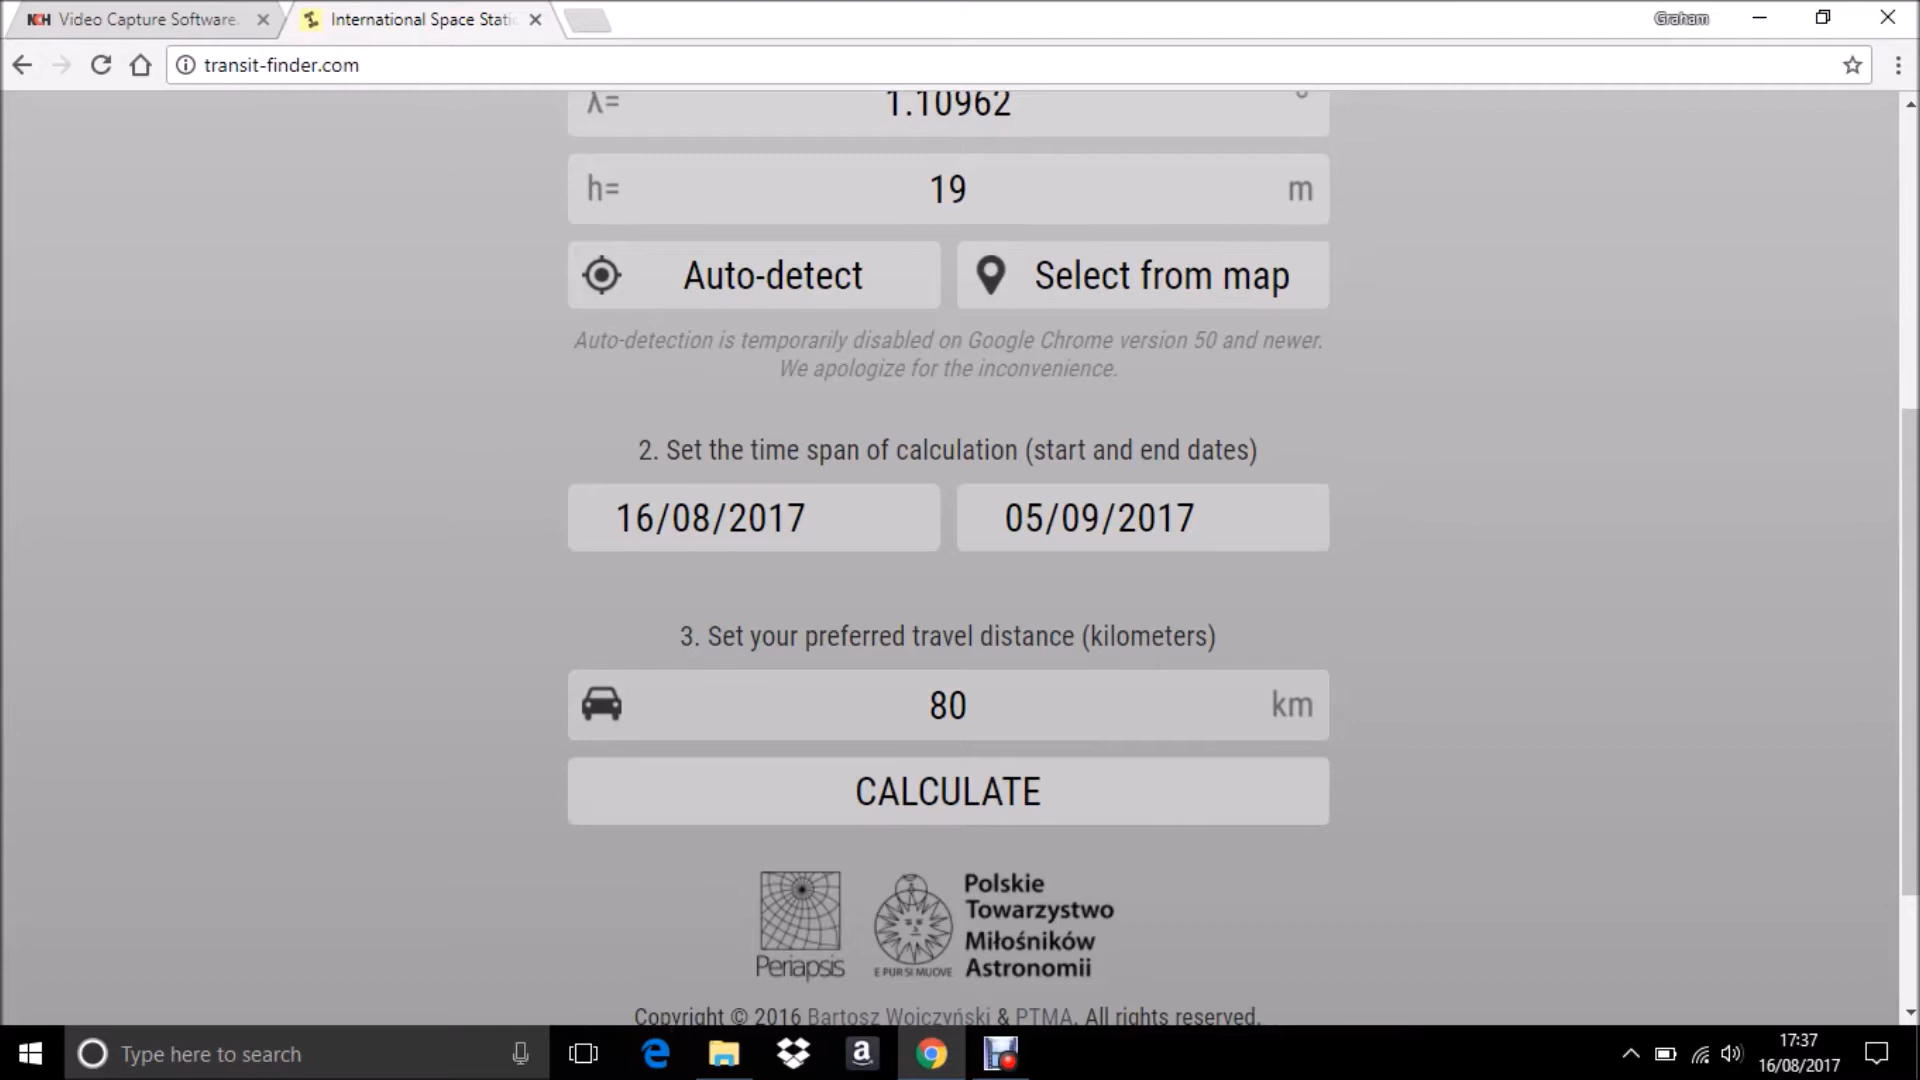 NCH Video Capture Software.
International Space Stati
Graham
transit-finder.com
λ= 1.10962 °
h= 19 m
Auto-detect Select from map
Auto-detection is temporarily disabled on Google Chrome version 50 and newer.
We apologize for the inconvenience.
2. Set the time span of calculation (start and end dates)
16/08/2017 05/09/2017
3. Set your preferred travel distance (kilometers)
80 km
CALCULATE
Periapsis
E PUR SI MUOVE
Polskie
Towarzystwo
Miłośników
Astronomii
Copyright © 2016 Bartosz Wojczyński & PTMA. All rights reserved.
Type here to search
17:37
16/08/2017